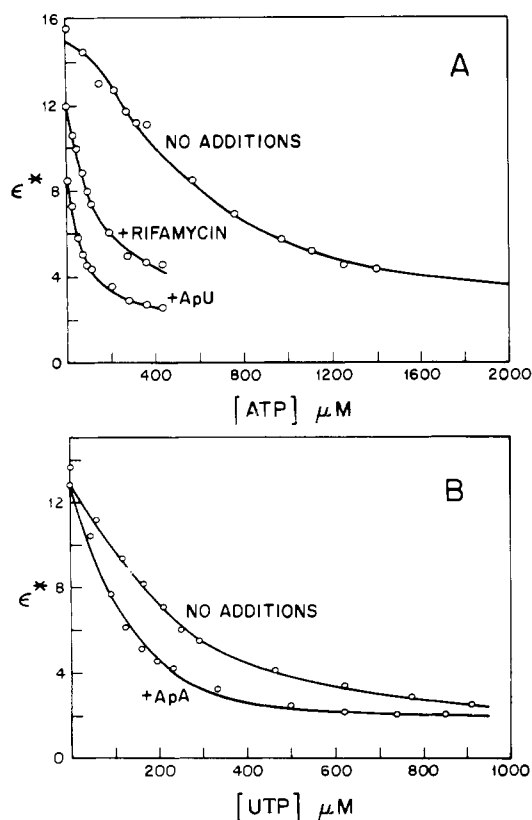 A
16
12
8
4
0
ϵ*
NO ADDITIONS
+RIFAMYCIN
+ApU
400 800 1200 1600 2000
[ATP] μM
B
12
8
4
0
ϵ*
NO ADDITIONS
+ApA
200 400 600 800 1000
[UTP] μM